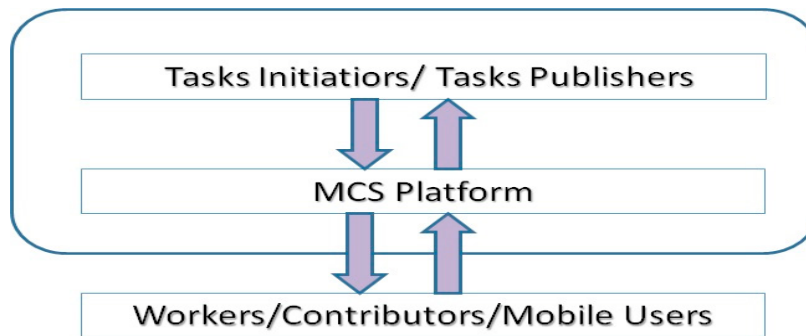 Tasks Initiatiors/ Tasks Publishers
MCS Platform
Workers/Contributors/Mobile Users